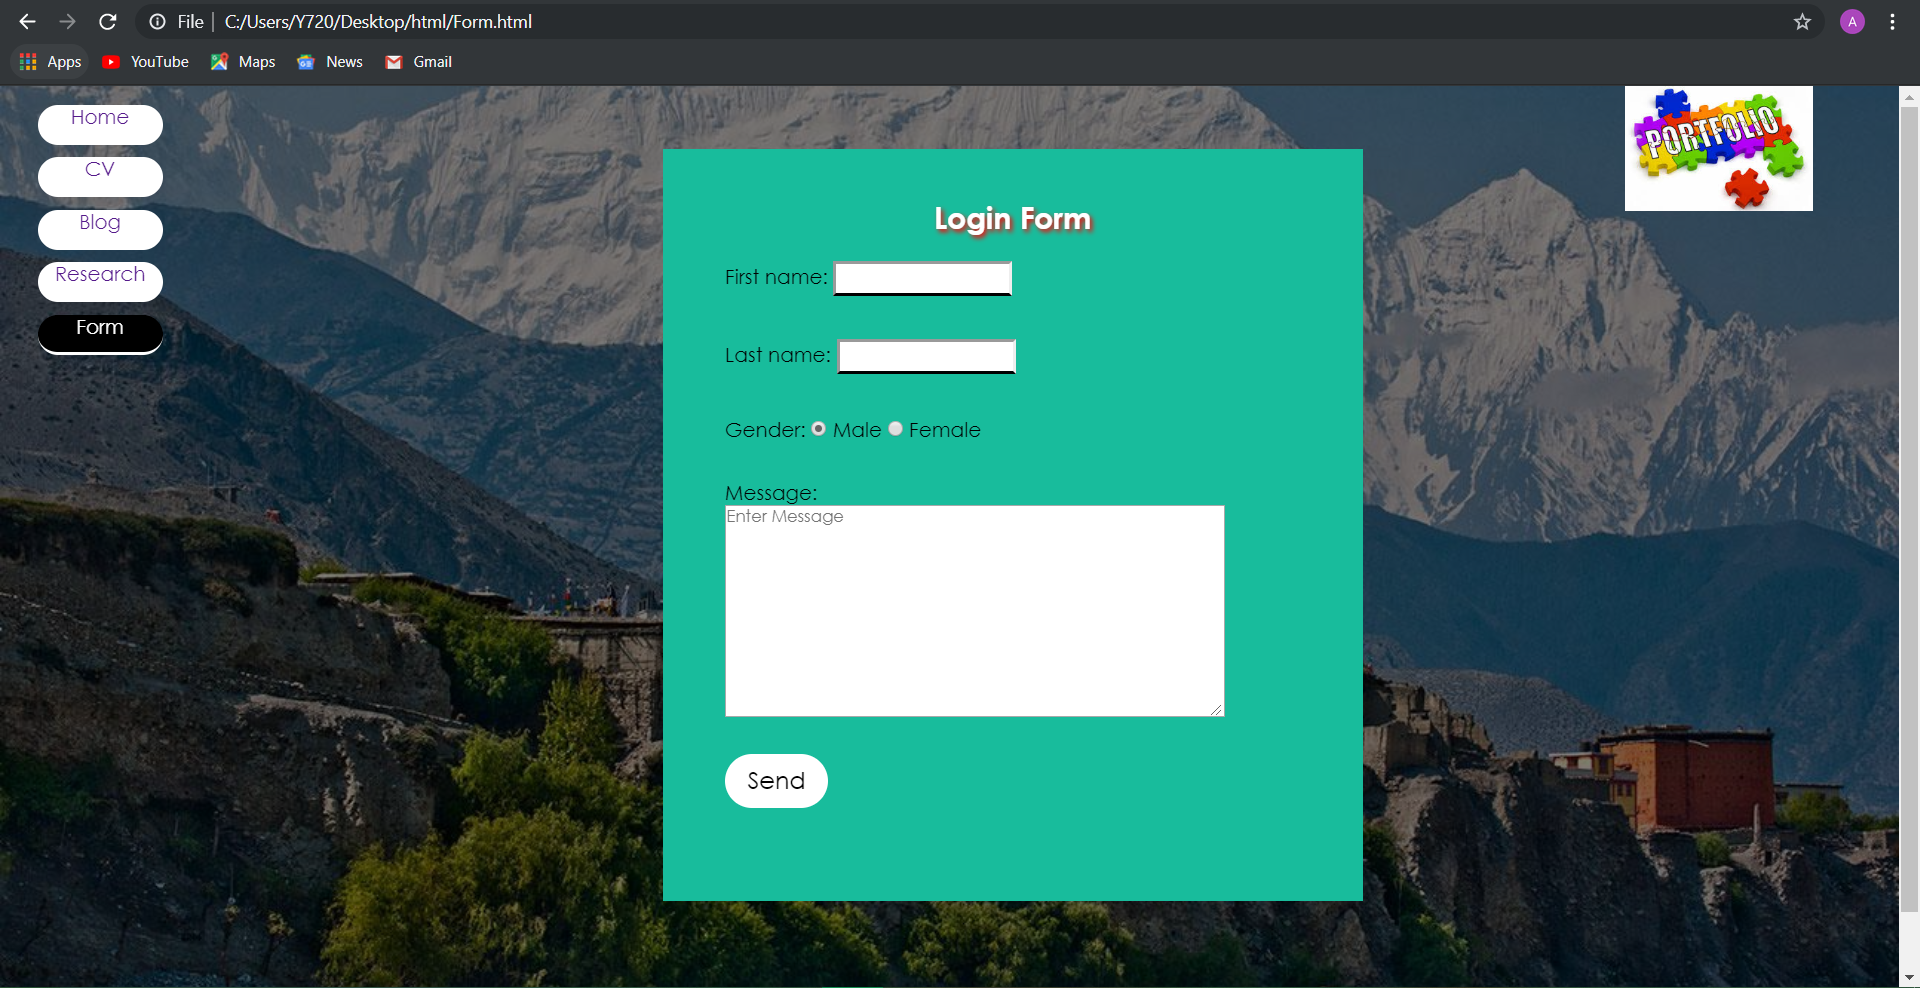 File | C:/Users/Y720/Desktop/html/Form.html
A
Apps YouTube Maps News Gmail
Home
CV
Blog
Research
Form
PORTFOLIO
Login Form
First name:
Last name:
Gender: Male Female
Message:
Enter Message
Send